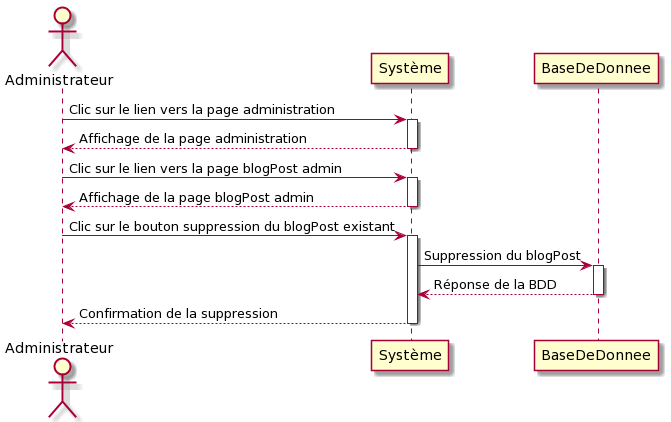 Administrateur
Système
BaseDeDonnee
Clic sur le lien vers la page administration
Affichage de la page administration
Clic sur le lien vers la page blogPost admin
Affichage de la page blogPost admin
Clic sur le bouton suppression du blogPost existant
Suppression du blogPost
Réponse de la BDD
Confirmation de la suppression
Administrateur
Système
BaseDeDonnee